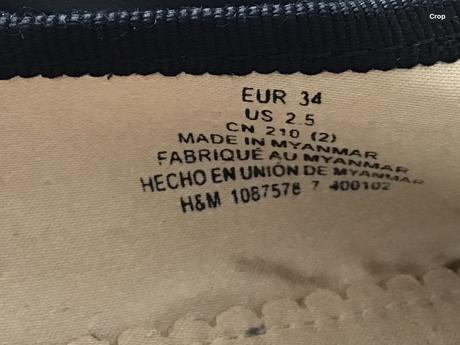 Crop
EUR 34
US 2.5
CN 210 (2)
MADE IN MYANMAR
FABRIQUÉ AU MYANMAR
HECHO EN UNIÓN DE MYANMAR
H&M 1087578 7 400102